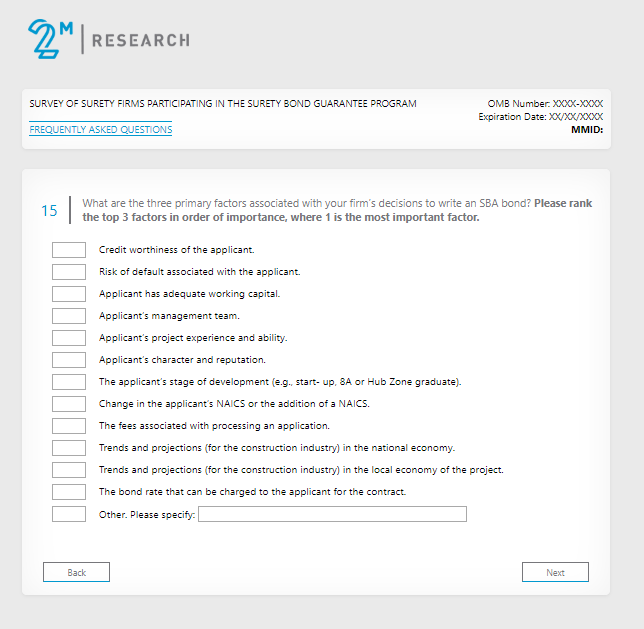 2M RESEARCH
SURVEY OF SURETY FIRMS PARTICIPATING IN THE SURETY BOND GUARANTEE PROGRAM
OMB Number: XXXX-XXXX
Expiration Date: XX/XX/XXXX
FREQUENTLY ASKED QUESTIONS
MMID:
15
What are the three primary factors associated with your firm's decisions to write an SBA bond? Please rank
the top 3 factors in order of importance, where 1 is the most important factor.
Credit worthiness of the applicant.
Risk of default associated with the applicant.
Applicant has adequate working capital.
Applicant's management team.
Applicant's project experience and ability.
Applicant's character and reputation.
The applicant's stage of development (e.g., start- up, 8A or Hub Zone graduate).
Change in the applicant's NAICS or the addition of a NAICS.
The fees associated with processing an application.
Trends and projections (for the construction industry) in the national economy.
Trends and projections (for the construction industry) in the local economy of the project.
The bond rate that can be charged to the applicant for the contract.
Other. Please specify:
Back
Next